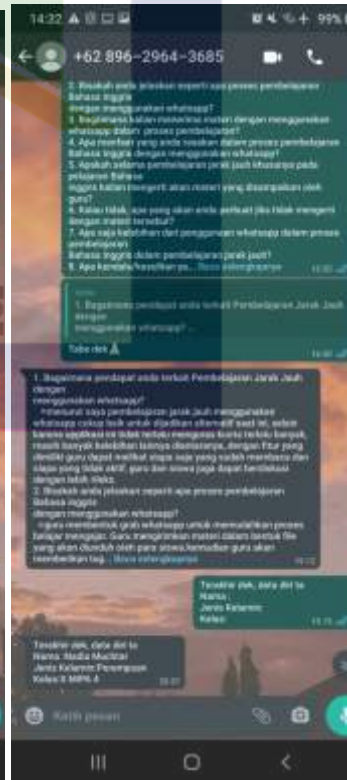 14:32
99%
+62 896-2964-3685
2. Bisakah anda jelaskan seperti apa proses pembelajaran
Bahasa Inggris
dengan menggunakan whatsapp?
3. Bagaimana kalian menerima materi dengan menggunakan
whatsapp dalam proses pembelajaran?
4. Apa manfaat yang anda rasakan dalam proses pembelajaran
Bahasa Inggris dengan menggunakan whatsapp?
5. Apakah selama pembelajaran jarak jauh khususnya pada
pelajaran Bahasa
inggris kalian mengerti akan materi yang disampaikan oleh
guru?
6. Kalau tidak, apa yang akan anda perbuat jika tidak mengerti
dengan materi tersebut?
7. Apa saja kelebihan dari penggunaan whatsapp dalam proses
pembelajaran
Bahasa Inggris dalam pembelajaran jarak jauh?
8. Apa kendala/kesulitan pa... Baca selengkapnya
1. Bagaimana pendapat anda terkait Pembelajaran Jarak Jauh
dengan
menggunakan whatsapp? ...
Tabe dek
1. Bagaimana pendapat anda terkait Pembelajaran Jarak Jauh
dengan
menggunakan whatsapp?
menurut saya pembelajaran jarak jauh menggunakan
whatsapp cukup baik untuk dijadikan alternatif saat ini, selain
karena aplikasi ini tidak terlalu menguras kuota terlalu banyak,
masih banyak kelebihan lainnya diantaranya, dengan fitur yang
dimiliki guru dapat melihat siapa saja yang sudah membaca dan
siapa yang tidak aktif, guru dan siswa juga dapat berdiskusi
dengan lebih rileks.
2. Bisakah anda jelaskan seperti apa proses pembelajaran
Bahasa Inggris
dengan menggunakan whatsapp?
guru membentuk grab whatsapp untuk memudahkan proses
belajar mengajar. Guru mengirimkan materi dalam bentuk file
yang akan diunduh oleh para siswa, kemudian guru akan
memberikan tug... Baca selengkapnya
Terakhir dek, data diri ta
Nama :
Jenis Kelamin:
Kelas:
Terakhir dek, data diri ta
Nama :Nadia Muchtar
Jenis Kelamin:Perempuan
Kelas:X MIPA 4
Ketik pesan